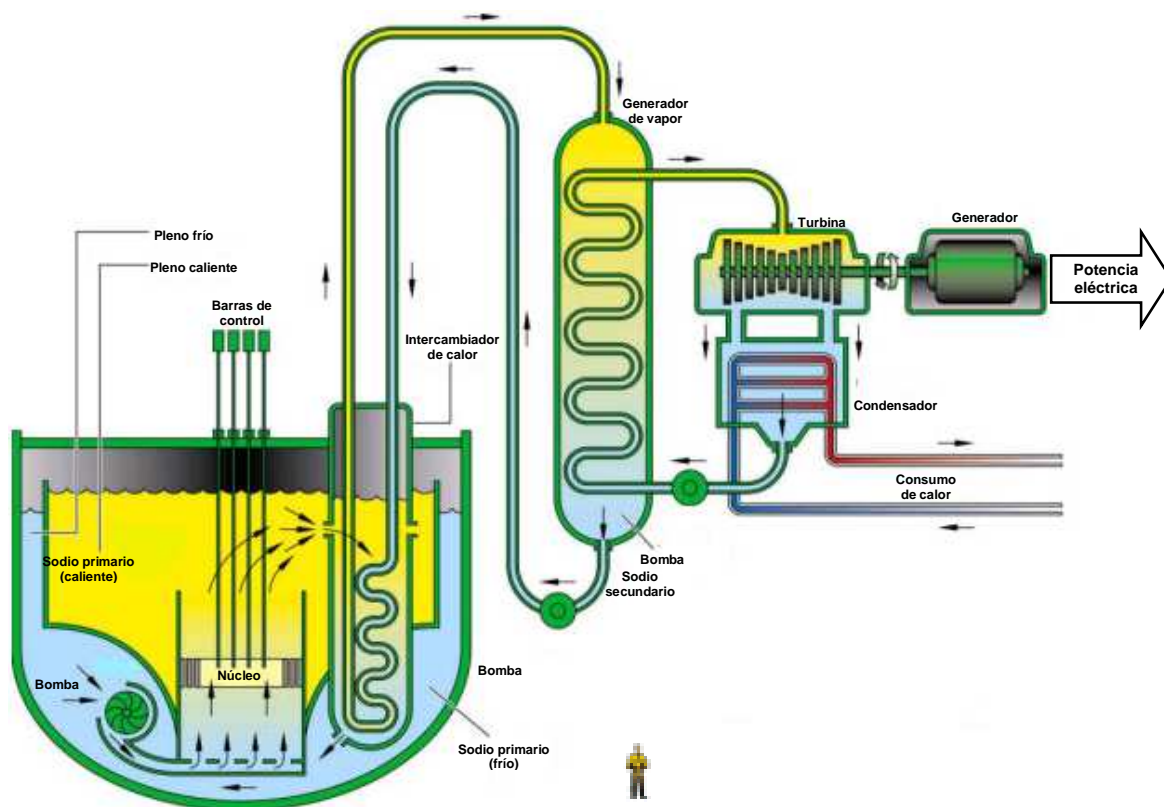 Generador
de vapor
Turbina
Generador
Pleno frío
Pleno caliente
Potencia
eléctrica
Barras de
control
Intercambiador
de calor
Condensador
Consumo
de calor
Sodio primario
(caliente)
Bomba
Sodio
secundario
Núcleo
Bomba
Bomba
Sodio primario
(frío)